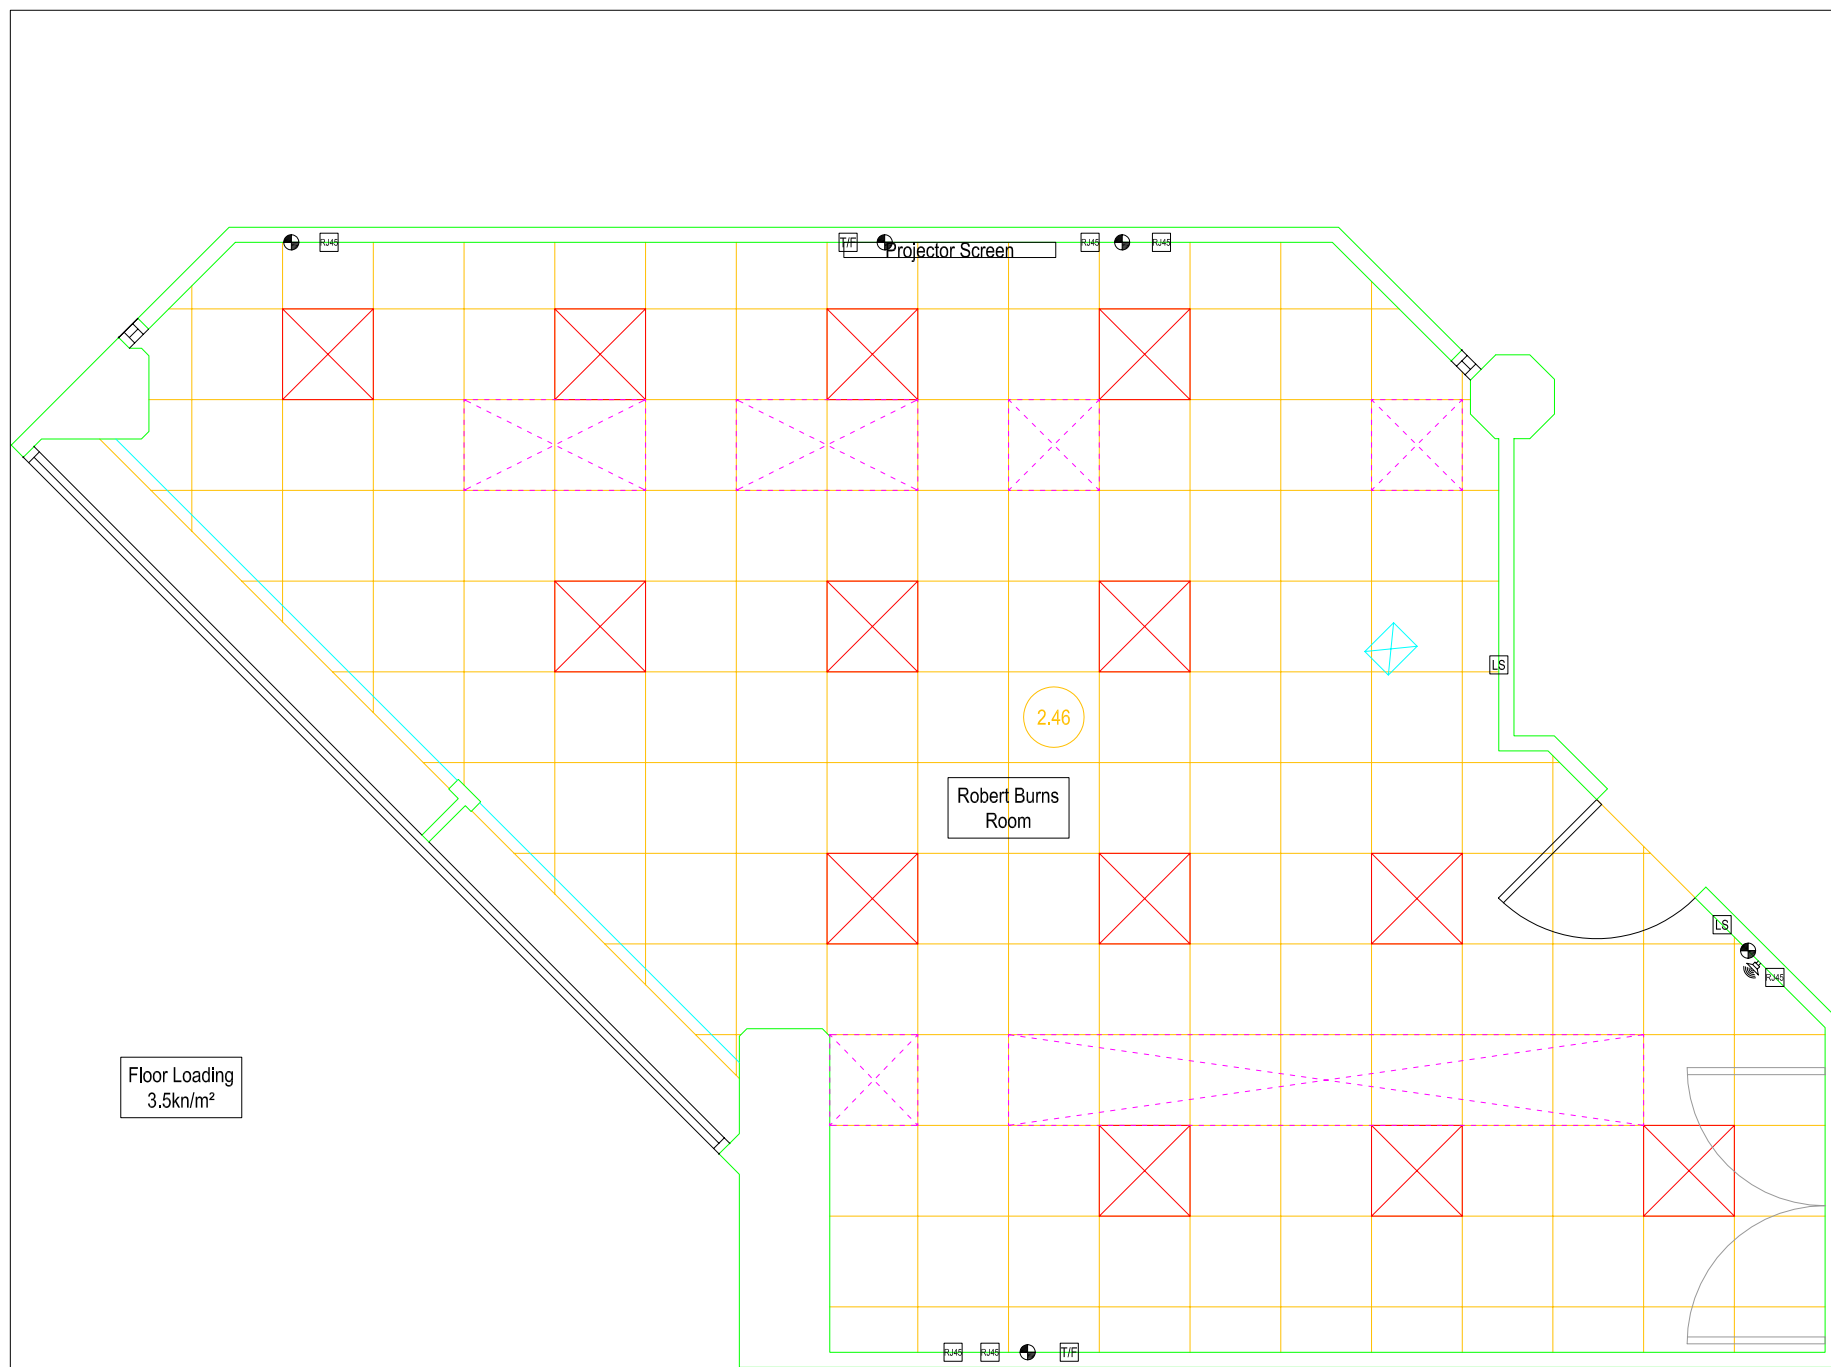 RJ45
T/F
Projector Screen
RJ45
RJ45
LS
2.46
Robert Burns
Room
LS
RJ45
Floor Loading
3.5kn/m²
RJ45
RJ45
T/F